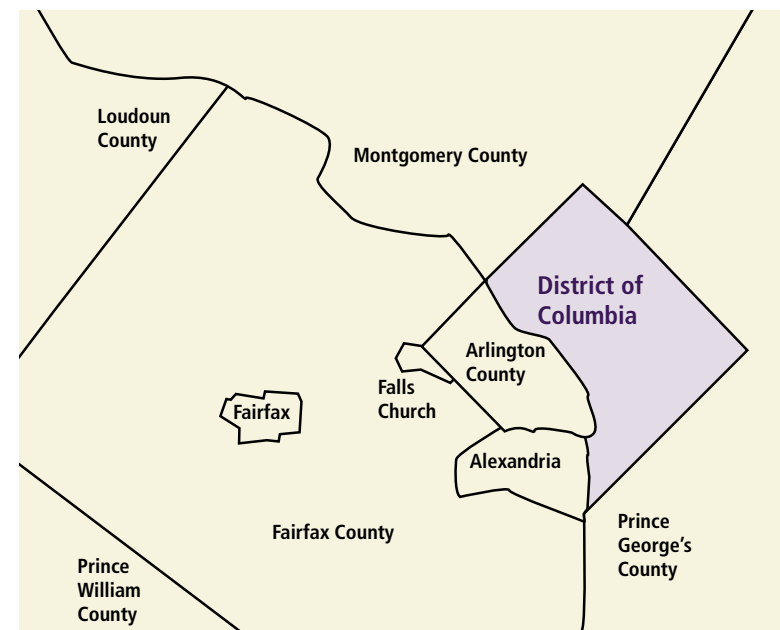 Loudoun
County
Montgomery County
District of
Columbia
Arlington
County
Falls
Church
Fairfax
Alexandria
Fairfax County
Prince
George’s
County
Prince
William
County